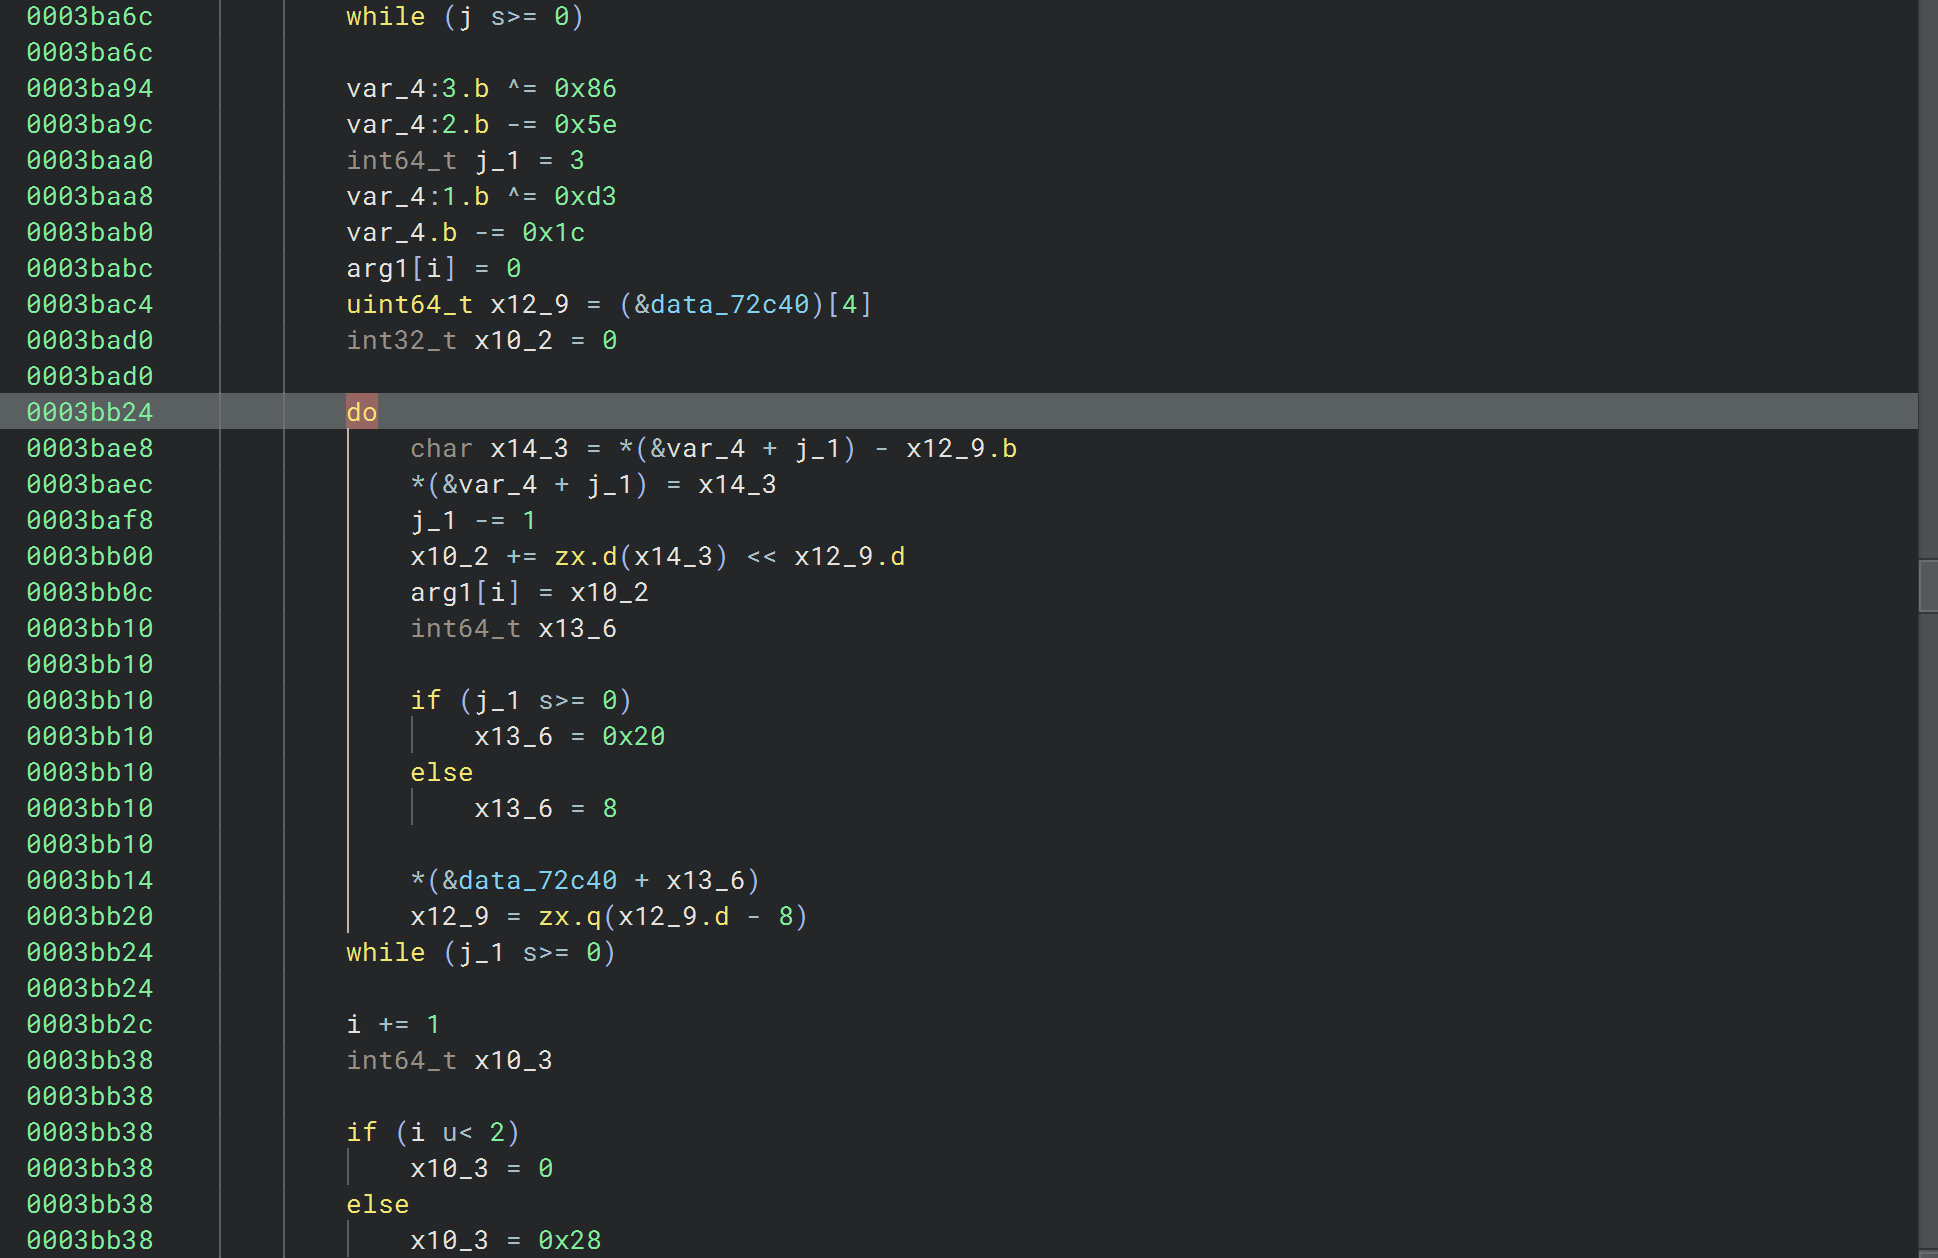 0003ba6c while (j s>= 0)
0003ba6c
0003ba94 var_4:3.b ^= 0x86
0003ba9c var_4:2.b -= 0x5e
0003baa0 int64_t j_1 = 3
0003baa8 var_4:1.b ^= 0xd3
0003bab0 var_4.b -= 0x1c
0003babc arg1[i] = 0
0003bac4 uint64_t x12_9 = (&data_72c40)[4]
0003bad0 int32_t x10_2 = 0
0003bad0
0003bb24 do
0003bae8 char x14_3 = *(&var_4 + j_1) - x12_9.b
0003baec *(&var_4 + j_1) = x14_3
0003baf8 j_1 -= 1
0003bb00 x10_2 += zx.d(x14_3) << x12_9.d
0003bb0c arg1[i] = x10_2
0003bb10 int64_t x13_6
0003bb10
0003bb10 if (j_1 s>= 0)
0003bb10 x13_6 = 0x20
0003bb10 else
0003bb10 x13_6 = 8
0003bb10
0003bb14 *(&data_72c40 + x13_6)
0003bb20 x12_9 = zx.q(x12_9.d - 8)
0003bb24 while (j_1 s>= 0)
0003bb24
0003bb2c i += 1
0003bb38 int64_t x10_3
0003bb38
0003bb38 if (i u< 2)
0003bb38 x10_3 = 0
0003bb38 else
0003bb38 x10_3 = 0x28